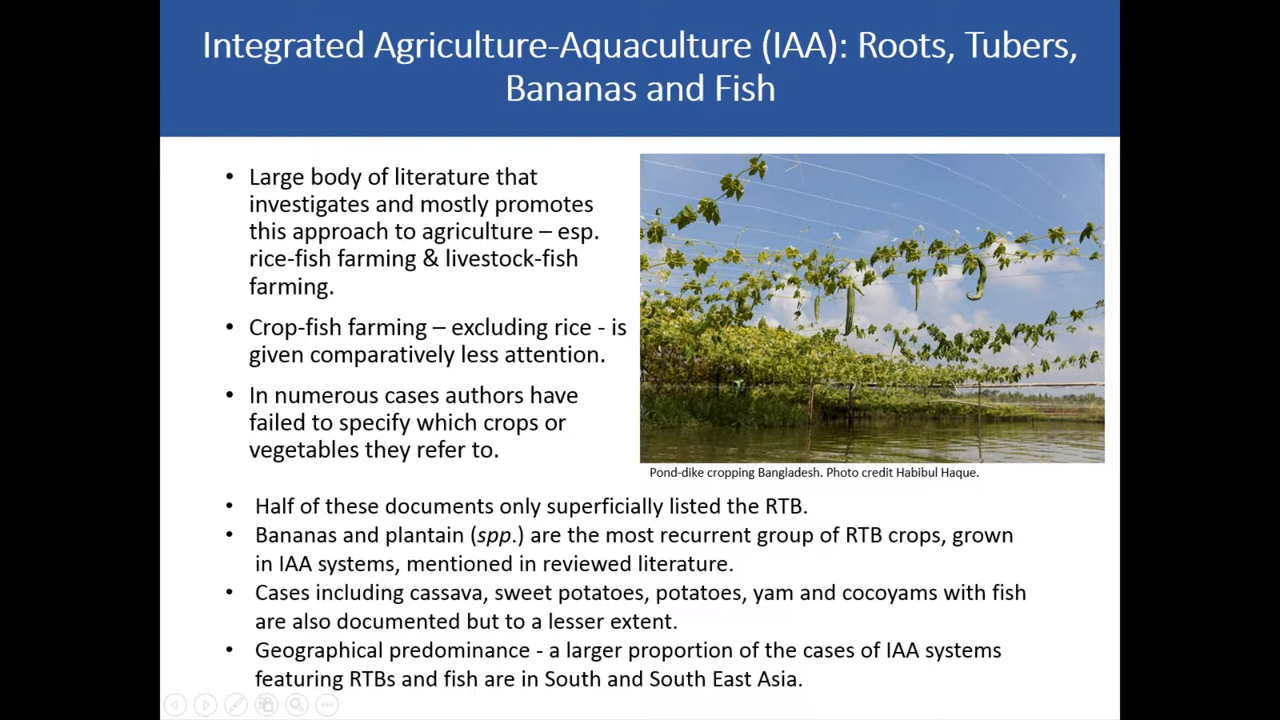 Integrated Agriculture-Aquaculture (IAA): Roots, Tubers,
Bananas and Fish
• Large body of literature that
investigates and mostly promotes
this approach to agriculture – esp.
rice-fish farming & livestock-fish
farming.
• Crop-fish farming – excluding rice - is
given comparatively less attention.
• In numerous cases authors have
failed to specify which crops or
vegetables they refer to.
Pond-dike cropping Bangladesh. Photo credit Habibul Haque.
• Half of these documents only superficially listed the RTB.
• Bananas and plantain (spp.) are the most recurrent group of RTB crops, grown
in IAA systems, mentioned in reviewed literature.
• Cases including cassava, sweet potatoes, potatoes, yam and cocoyams with fish
are also documented but to a lesser extent.
• Geographical predominance - a larger proportion of the cases of IAA systems
featuring RTBs and fish are in South and South East Asia.